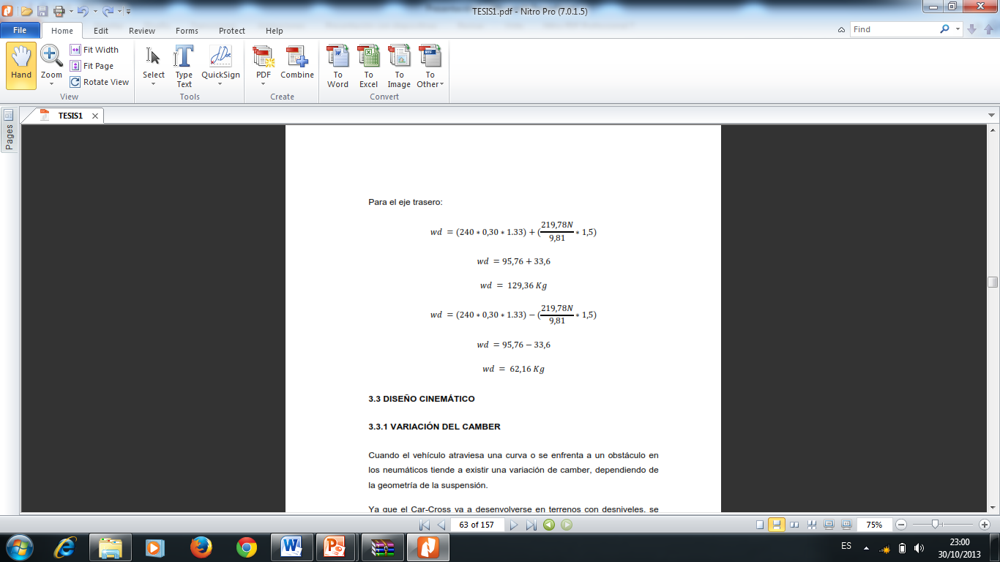 TESIS1.pdf - Nitro Pro (7.0.1.5)
File Home Edit Review Forms Protect Help Find
Hand Zoom Fit Width Fit Page Rotate View
View
Select Type Text QuickSign
Tools
PDF Combine
Create
To Word To Excel To Image To Other
Convert
TESIS1
Pages
Para el eje trasero:
wd = (240 ∗ 0,30 ∗ 1.33) + (219,78N/9,81 ∗ 1,5)
wd = 95,76 + 33,6
wd = 129,36 Kg
wd = (240 ∗ 0,30 ∗ 1.33) − (219,78N/9,81 ∗ 1,5)
wd = 95,76 − 33,6
wd = 62,16 Kg
3.3 DISEÑO CINEMÁTICO
3.3.1 VARIACIÓN DEL CAMBER
Cuando el vehículo atraviesa una curva o se enfrenta a un obstáculo en
los neumáticos tiende a existir una variación de camber, dependiendo de
la geometría de la suspensión.
Ya que el Car-Cross va a desenvolverse en terrenos con desniveles, se
63 of 157
75%
ES
23:00
30/10/2013